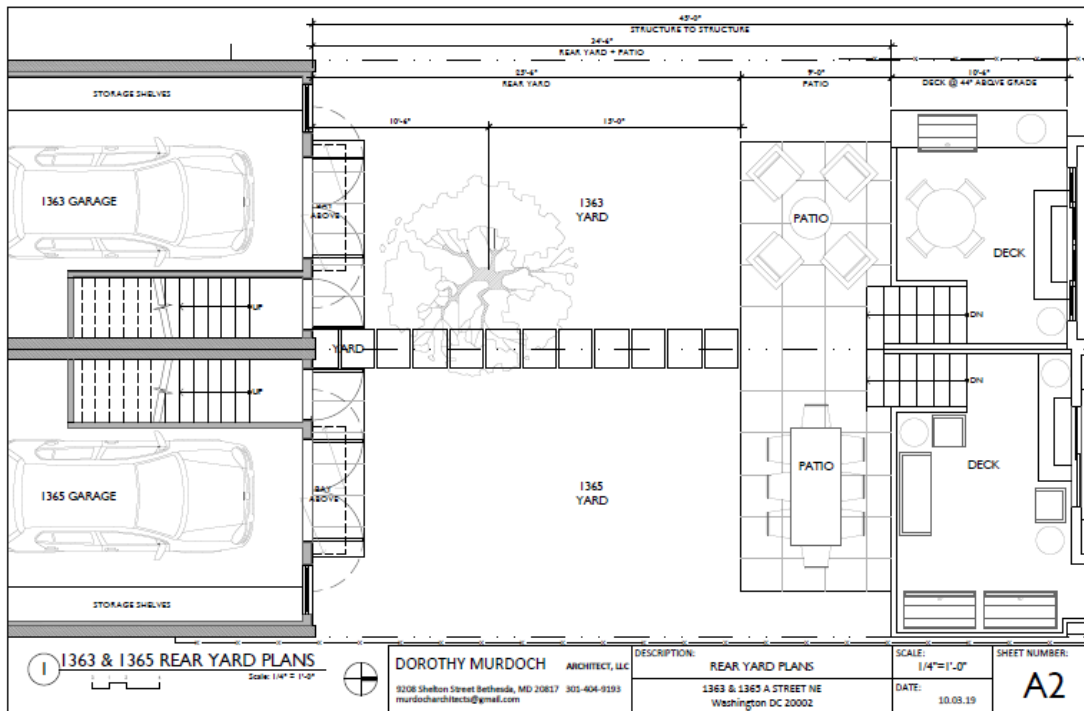 45'-0"
STRUCTURE TO STRUCTURE
34'-6"
REAR YARD + PATIO
25'-6"
REAR YARD
9'-0"
PATIO
10'-6"
DECK @ 44" ABOVE GRADE
10'-6"
15'-0"
STORAGE SHELVES
1363 GARAGE
ABOVE
1363
YARD
PATIO
DECK
UP
DN
YARD
UP
DN
1365 GARAGE
BAY
ABOVE
1365
YARD
PATIO
DECK
STORAGE SHELVES
1
1363 & 1365 REAR YARD PLANS
Scale: 1/4" = 1'-0"
DOROTHY MURDOCH ARCHITECT, LLC
9208 Shelton Street Bethesda, MD 20817 301-404-9193
murdocharchitects@gmail.com
DESCRIPTION:
REAR YARD PLANS
1363 & 1365 A STREET NE
Washington DC 20002
SCALE:
1/4"=1'-0"
DATE:
10.03.19
SHEET NUMBER:
A2